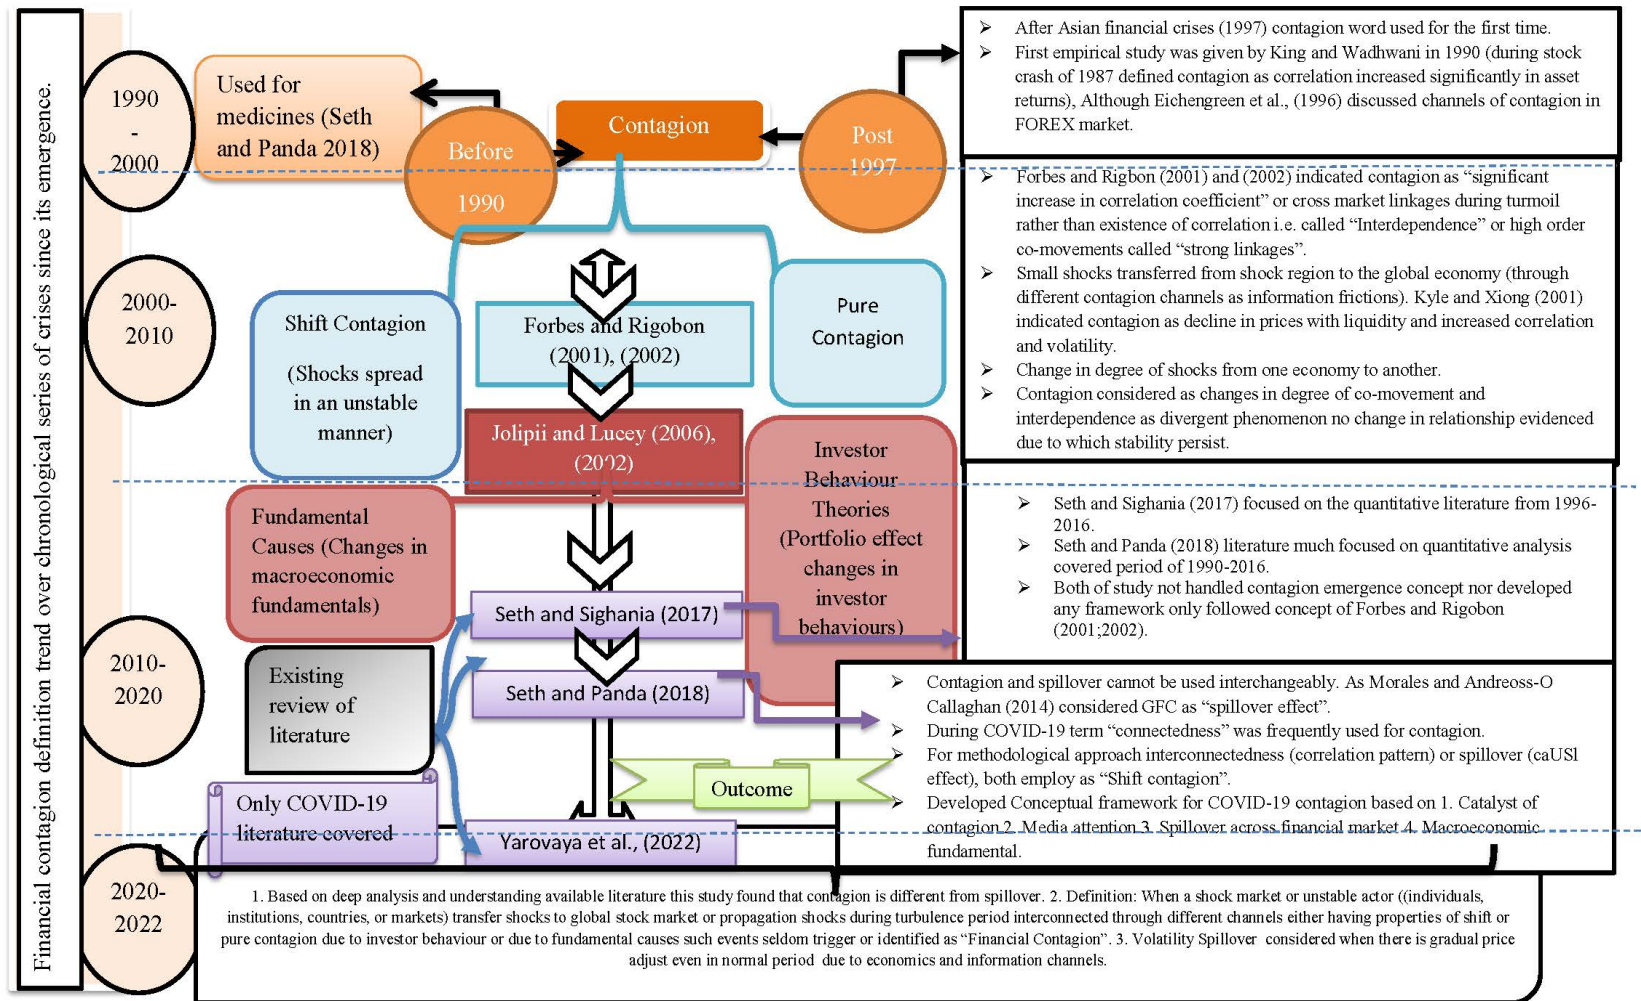 Financial contagion definition trend over chronological series of crises since its emergence.
1990
-
2000
Used for
medicines (Seth
and Panda 2018)
Before
1990
Contagion
Post
1997
➢ After Asian financial crises (1997) contagion word used for the first time.
➢ First empirical study was given by King and Wadhwani in 1990 (during stock
crash of 1987 defined contagion as correlation increased significantly in asset
returns), Although Eichengreen et al., (1996) discussed channels of contagion in
FOREX market.
2000-
2010
Shift Contagion
(Shocks spread
in an unstable
manner)
Forbes and Rigobon
(2001), (2002)
Pure
Contagion
➢ Forbes and Rigbon (2001) and (2002) indicated contagion as “significant
increase in correlation coefficient” or cross market linkages during turmoil
rather than existence of correlation i.e. called “Interdependence” or high order
co-movements called “strong linkages”.
➢ Small shocks transferred from shock region to the global economy (through
different contagion channels as information frictions). Kyle and Xiong (2001)
indicated contagion as decline in prices with liquidity and increased correlation
and volatility.
➢ Change in degree of shocks from one economy to another.
➢ Contagion considered as changes in degree of co-movement and
interdependence as divergent phenomenon no change in relationship evidenced
due to which stability persist.
Jolipii and Lucey (2006),
(2002)
Fundamental
Causes (Changes in
macroeconomic
fundamentals)
Investor
Behaviour
Theories
(Portfolio effect
changes in
investor
behaviours)
➢ Seth and Sighania (2017) focused on the quantitative literature from 1996-
2016.
➢ Seth and Panda (2018) literature much focused on quantitative analysis
covered period of 1990-2016.
➢ Both of study not handled contagion emergence concept nor developed
any framework only followed concept of Forbes and Rigobon
(2001;2002).
2010-
2020
Existing
review of
literature
Seth and Sighania (2017)
Seth and Panda (2018)
Outcome
➢ Contagion and spillover cannot be used interchangeably. As Morales and Andreoss-O
Callaghan (2014) considered GFC as “spillover effect”.
➢ During COVID-19 term “connectedness” was frequently used for contagion.
➢ For methodological approach interconnectedness (correlation pattern) or spillover (caUSl
effect), both employ as “Shift contagion”.
➢ Developed Conceptual framework for COVID-19 contagion based on 1. Catalyst of
contagion 2. Media attention 3. Spillover across financial market 4. Macroeconomic
fundamental.
Only COVID-19
literature covered
Yarovaya et al., (2022)
2020-
2022
1. Based on deep analysis and understanding available literature this study found that contagion is different from spillover. 2. Definition: When a shock market or unstable actor ((individuals,
institutions, countries, or markets) transfer shocks to global stock market or propagation shocks during turbulence period interconnected through different channels either having properties of shift or
pure contagion due to investor behaviour or due to fundamental causes such events seldom trigger or identified as “Financial Contagion”. 3. Volatility Spillover considered when there is gradual price
adjust even in normal period due to economics and information channels.